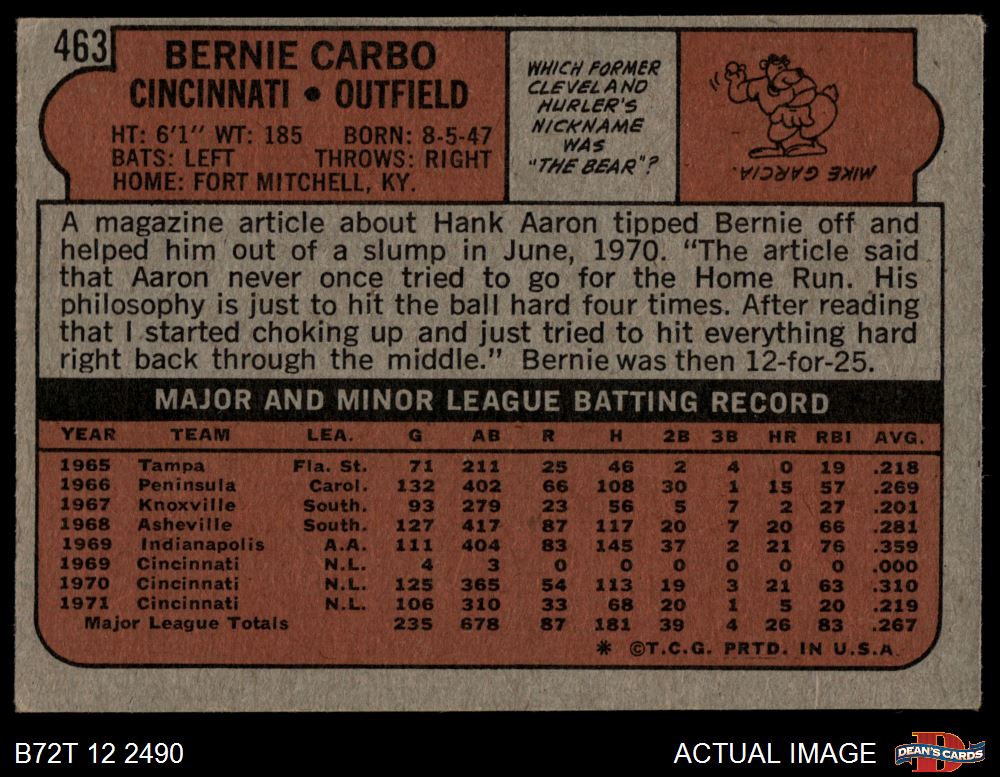 463
BERNIE CARBO
CINCINNATI • OUTFIELD
HT: 6'1" WT: 185 BORN: 8-5-47
BATS: LEFT THROWS: RIGHT
HOME: FORT MITCHELL, KY.
WHICH FORMER
CLEVELAND
HURLER'S
NICKNAME
WAS
"THE BEAR"?
MIKE GARCIA.
A magazine article about Hank Aaron tipped Bernie off and
helped him out of a slump in June, 1970. “The article said
that Aaron never once tried to go for the Home Run. His
philosophy is just to hit the ball hard four times. After reading
that I started choking up and just tried to hit everything hard
right back through the middle.” Bernie was then 12-for-25.
MAJOR AND MINOR LEAGUE BATTING RECORD
YEAR TEAM LEA. G AB R H 2B 3B HR RBI AVG.
1965 Tampa Fla. St. 71 211 25 46 2 4 0 19 .218
1966 Peninsula Carol. 132 402 66 108 30 1 15 57 .269
1967 Knoxville South. 93 279 23 56 5 7 2 27 .201
1968 Asheville South. 127 417 87 117 20 7 20 66 .281
1969 Indianapolis A.A. 111 404 83 145 37 2 21 76 .359
1969 Cincinnati N.L. 4 3 0 0 0 0 0 0 .000
1970 Cincinnati N.L. 125 365 54 113 19 3 21 63 .310
1971 Cincinnati N.L. 106 310 33 68 20 1 5 20 .219
Major League Totals 235 678 87 181 39 4 26 83 .267
* ©T.C.G. PRTD. IN U.S.A.
B72T 12 2490
ACTUAL IMAGE
D
DEAN'S CARDS